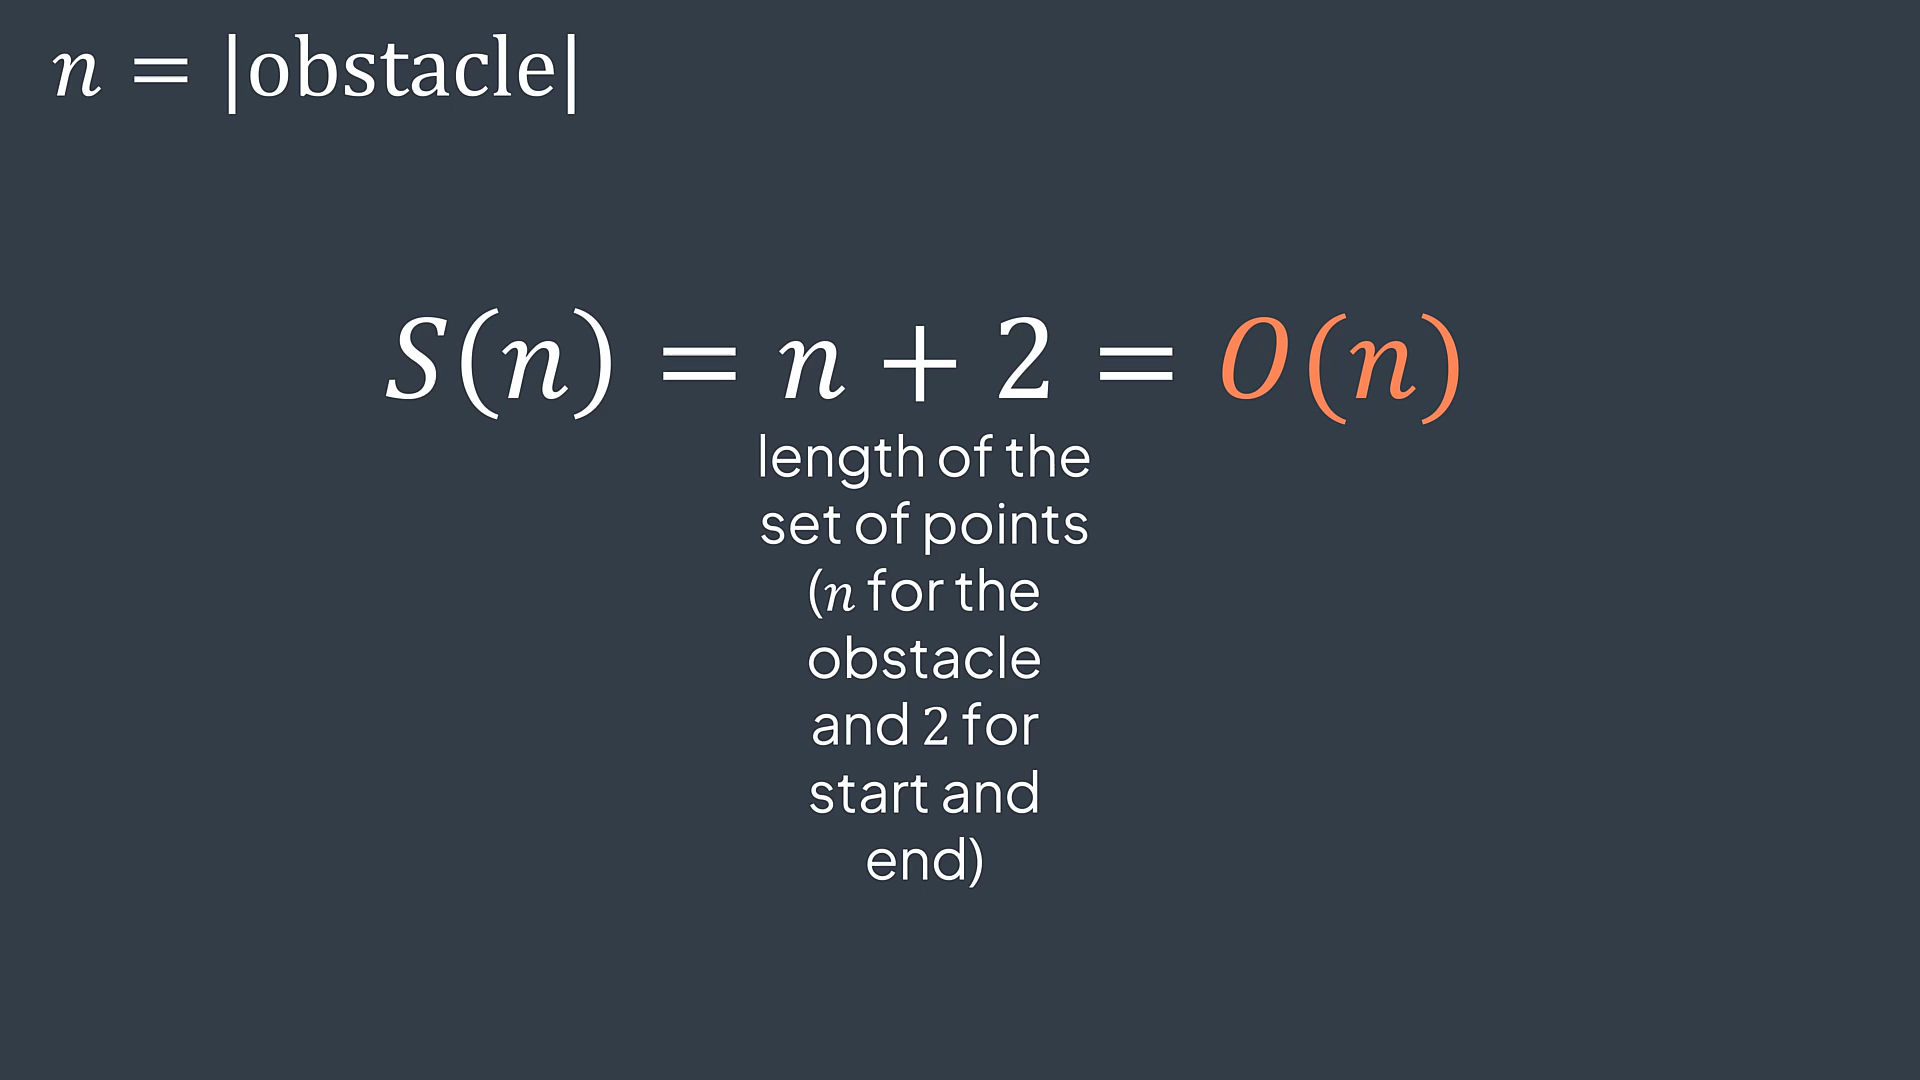 n = |obstacle|
S(n) = n + 2 = O(n)
length of the
set of points
(n for the
obstacle
and 2 for
start and
end)